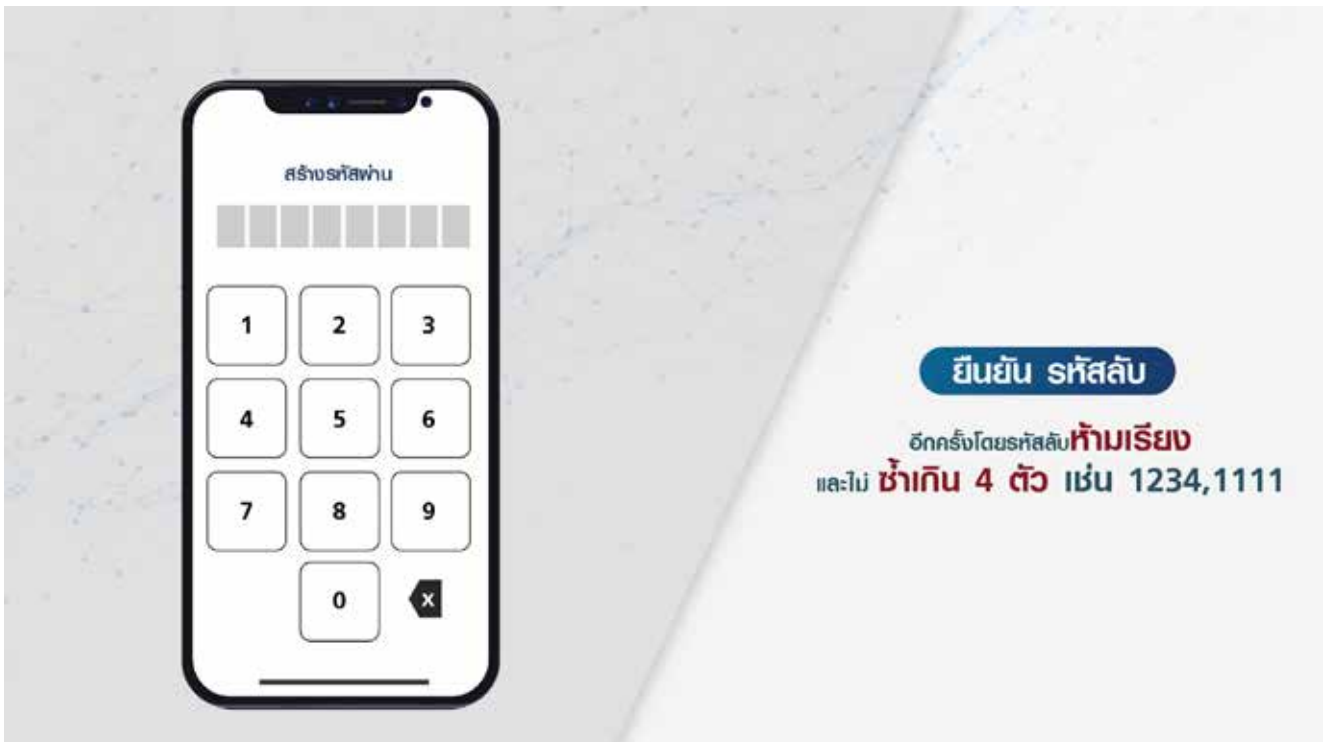 สร้างรหัสผ่าน
1 2 3
4 5 6
7 8 9
0 X
ยืนยัน รหัสลับ
อีกครั้งโดยรหัสลับห้ามเรียง
และไม่ ซ้ำเกิน 4 ตัว เช่น 1234,1111